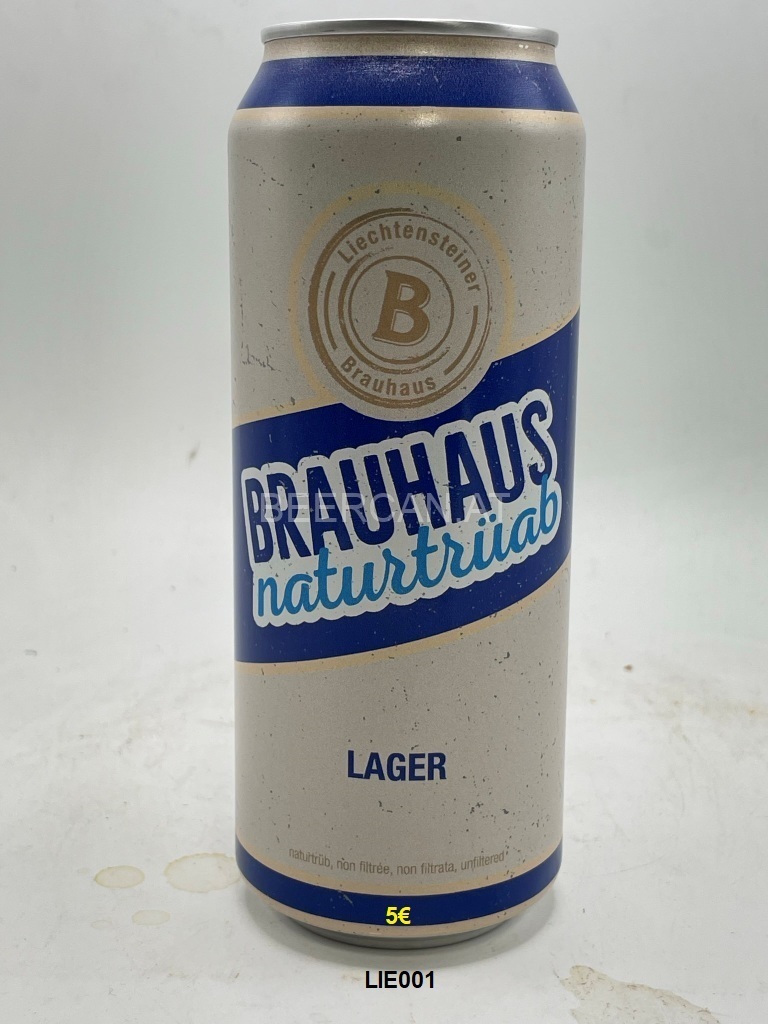 Liechtensteiner
B
Brauhaus
BRAUHAUS
BEERCAN.AT
naturtrüab
LAGER
naturtrüb, non filtrée, non filtrata, unfiltered
5€
LIE001